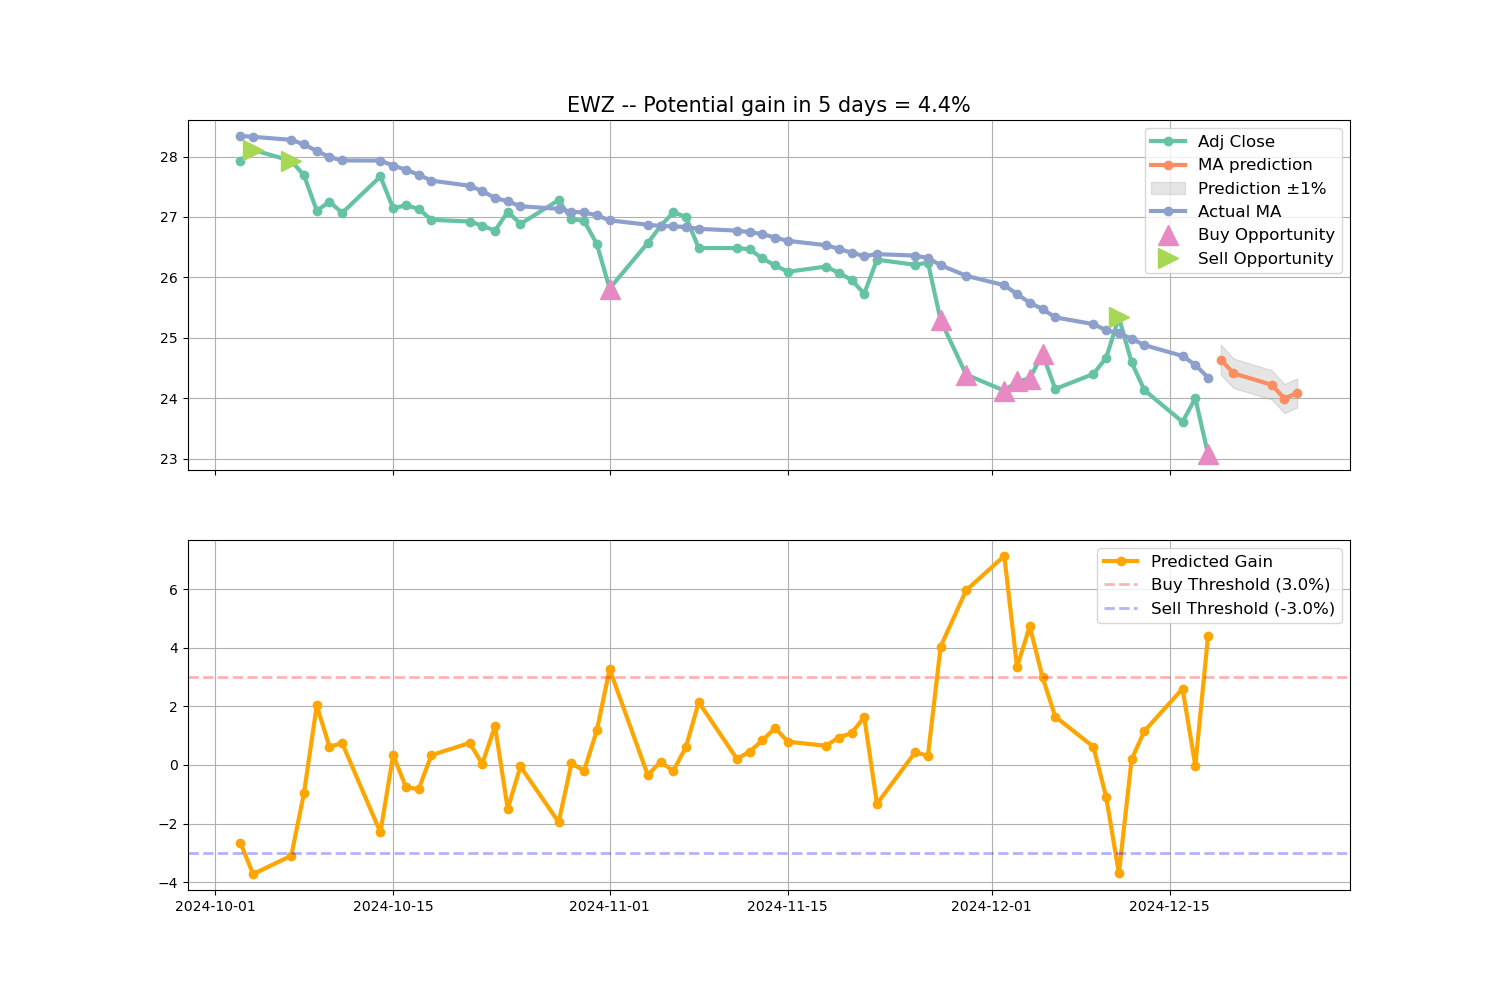 EWZ -- Potential gain in 5 days = 4.4%
28
27
26
25
24
23
Adj Close
MA prediction
Prediction ±1%
Actual MA
Buy Opportunity
Sell Opportunity
6
4
2
0
−2
−4
Predicted Gain
Buy Threshold (3.0%)
Sell Threshold (-3.0%)
2024-10-01 2024-10-15 2024-11-01 2024-11-15 2024-12-01 2024-12-15